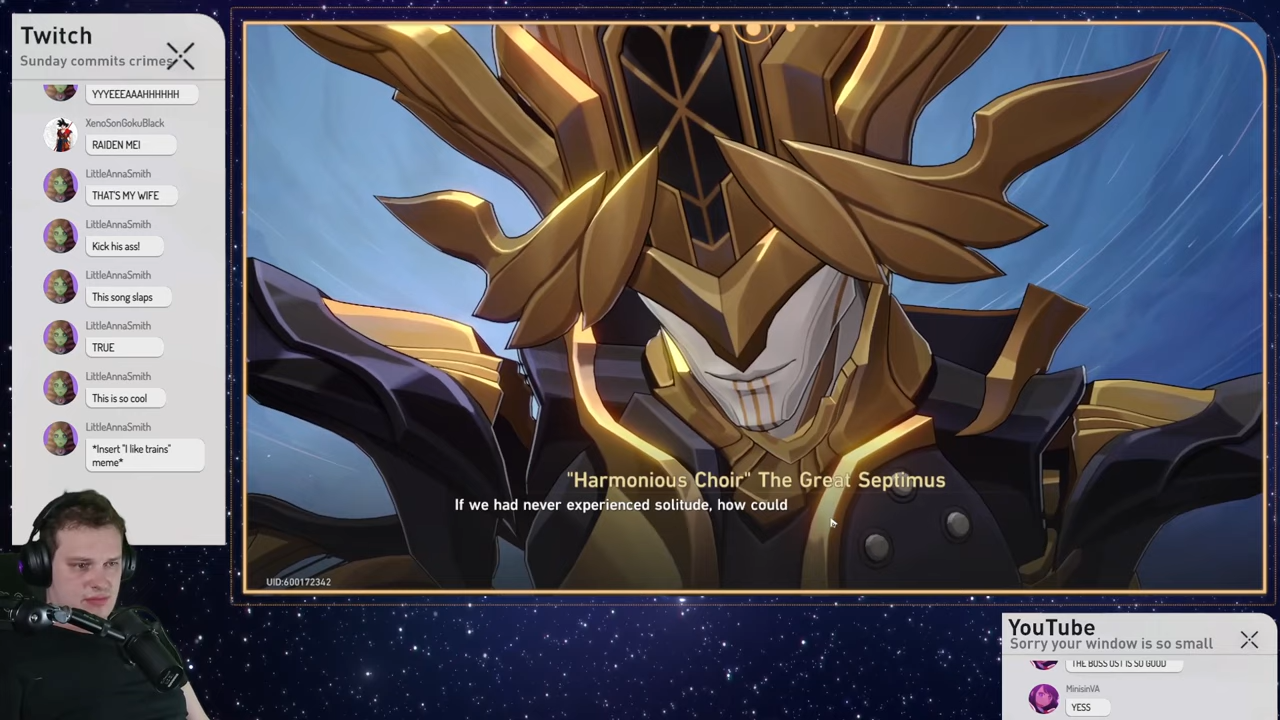 Twitch
Sunday commits crimes
YYYEEEAAAHHHHHH
XenoSonGokuBlack
RAIDEN MEI
LittleAnnaSmith
THAT'S MY WIFE
LittleAnnaSmith
Kick his ass!
LittleAnnaSmith
This song slaps
LittleAnnaSmith
TRUE
LittleAnnaSmith
This is so cool
LittleAnnaSmith
*Insert "I like trains"
meme*
"Harmonious Choir" The Great Septimus
If we had never experienced solitude, how could
UID:600172342
YouTube
Sorry your window is so small
THE BOSS OST IS SO GOOD
MinisinVA
YESS